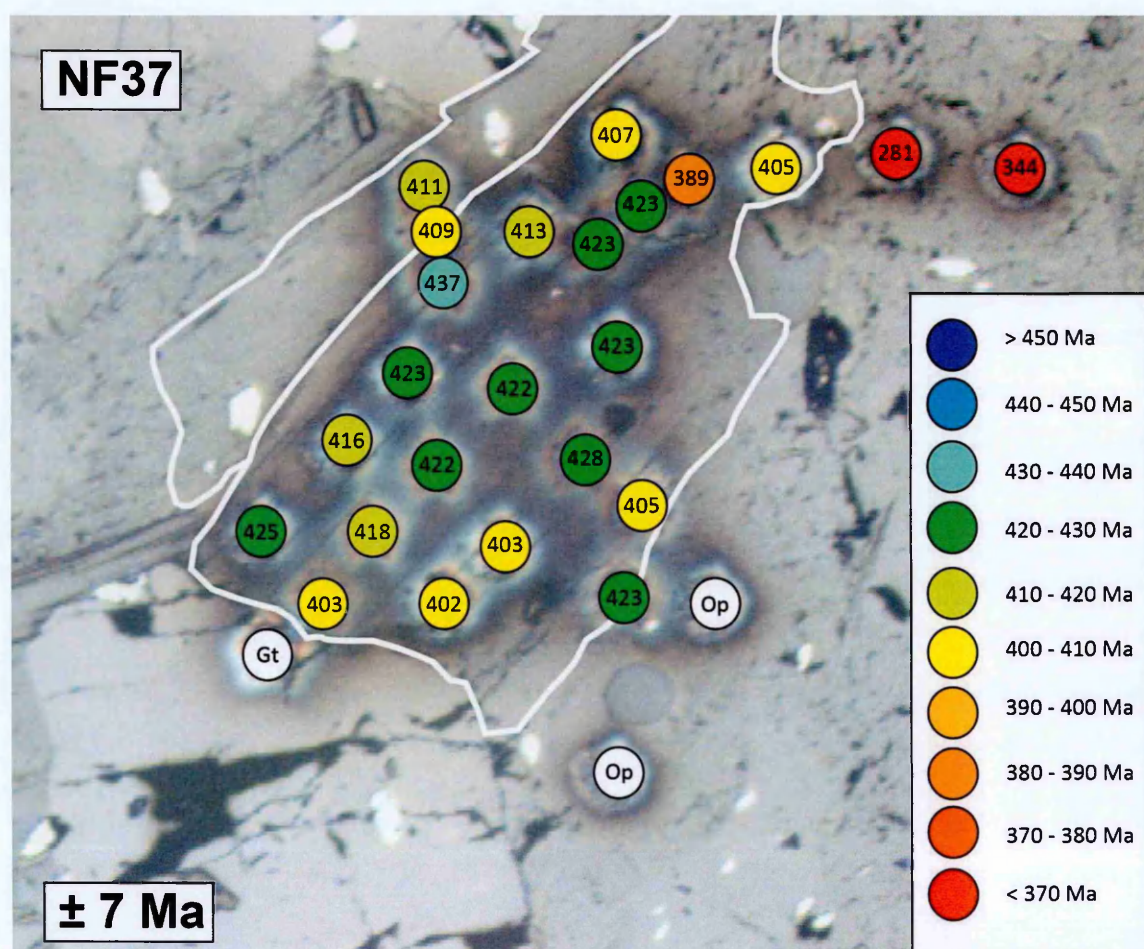 NF37
407
405
281
344
389
411
423
409
413
423
437
423
423
422
416
422
428
405
425
418
403
403
402
423
Op
Gt
Op
± 7 Ma
> 450 Ma
440 - 450 Ma
430 - 440 Ma
420 - 430 Ma
410 - 420 Ma
400 - 410 Ma
390 - 400 Ma
380 - 390 Ma
370 - 380 Ma
< 370 Ma